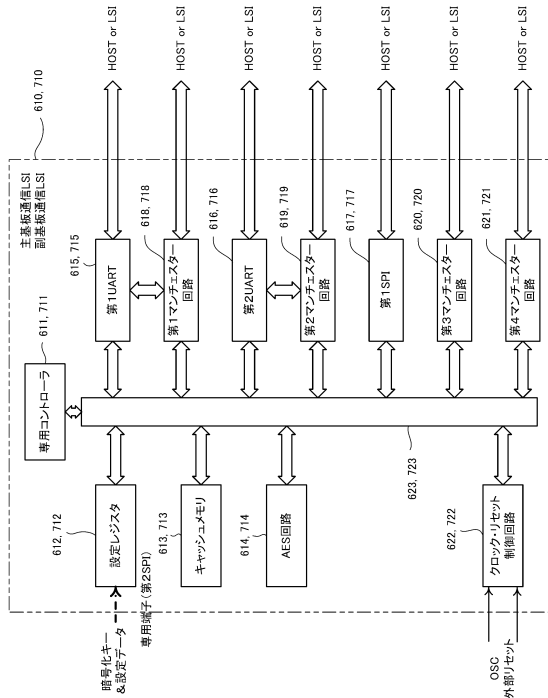 主基板通信LSI
副基板通信LSI
610, 710
専用コントローラ
611, 711
暗号化キー
&設定データ
専用端子(第2SPI)
設定レジスタ
612, 712
キャッシュメモリ
613, 713
AES回路
614, 714
OSC
外部リセット
クロック・リセット
制御回路
622, 722
623, 723
第1UART
615, 715
HOST or LSI
第1マンチェスター
回路
618, 718
HOST or LSI
第2UART
616, 716
HOST or LSI
第2マンチェスター
回路
619, 719
HOST or LSI
第1SPI
617, 717
HOST or LSI
第3マンチェスター
回路
620, 720
HOST or LSI
第4マンチェスター
回路
621, 721
HOST or LSI